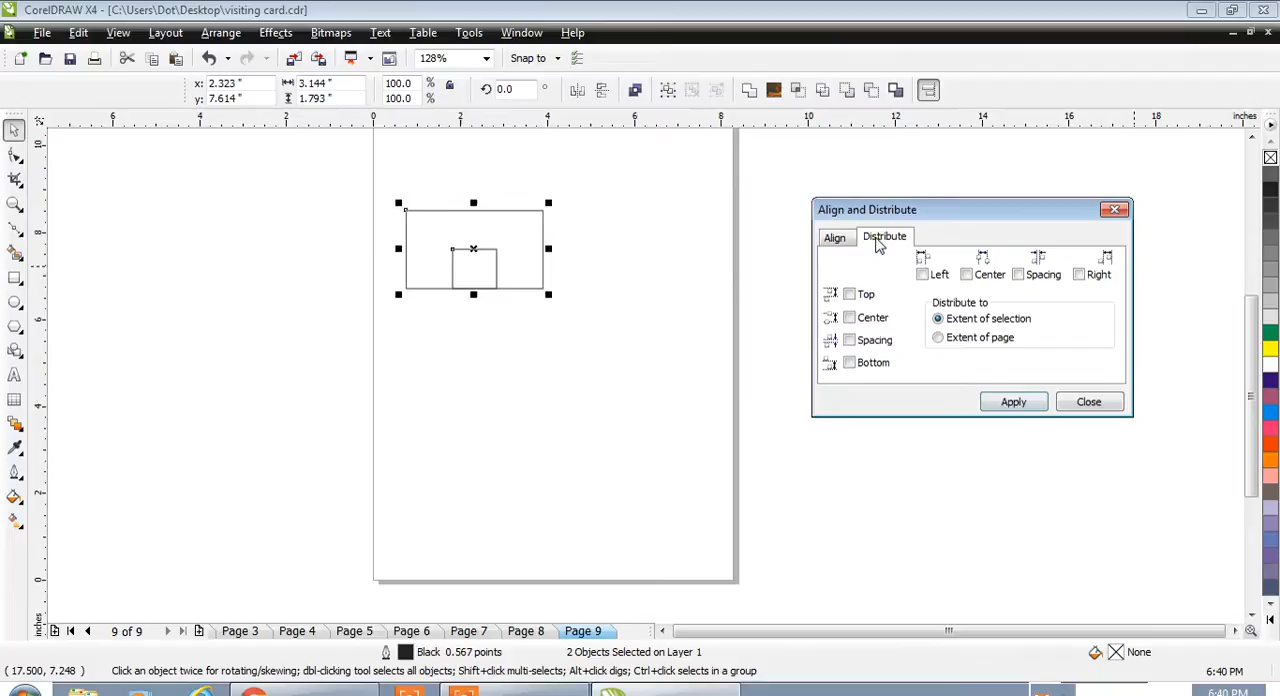 CorelDRAW X4 - [C:\Users\Dot\Desktop\visiting card.cdr]
File Edit View Layout Arrange Effects Bitmaps Text Table Tools Window Help
128% Snap to
x: 2.323 " 3.144 " 100.0 % 0.0 °
y: 7.614 " 1.793 " 100.0 %
6 4 2 0 2 4 6 8 10 12 14 16 18 inches
10
8
6
4
2
0
inches
Align and Distribute
Align Distribute
Left Center Spacing Right
Top
Center
Spacing
Bottom
Distribute to
Extent of selection
Extent of page
Apply Close
9 of 9 Page 3 Page 4 Page 5 Page 6 Page 7 Page 8 Page 9
Black 0.567 points 2 Objects Selected on Layer 1 None
( 17.500, 7.248 ) Click an object twice for rotating/skewing; dbl-clicking tool selects all objects; Shift+click multi-selects; Alt+click digs; Ctrl+click selects in a group 6:40 PM
6:40 PM